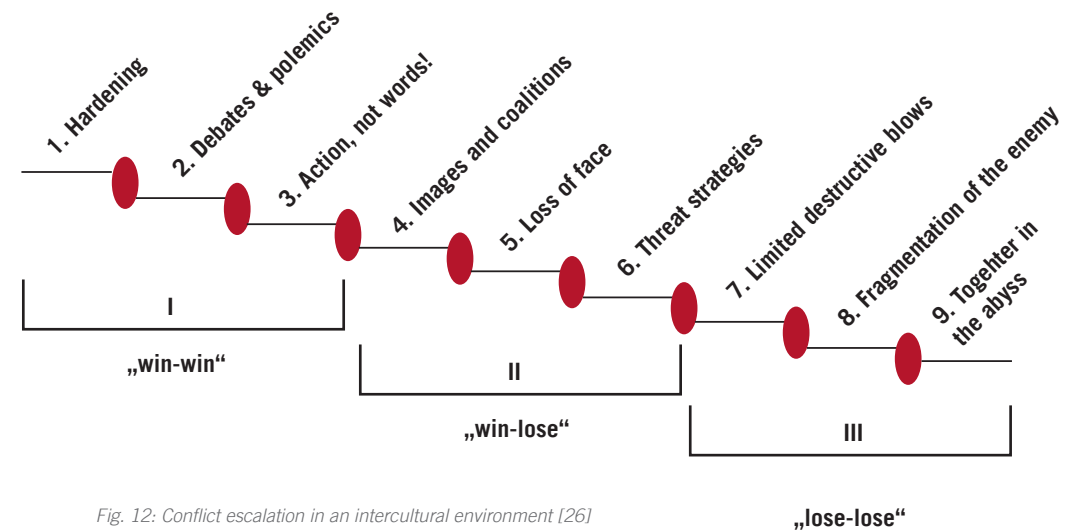 1. Hardening
2. Debates & polemics
3. Action, not words!
4. Images and coalitions
5. Loss of face
6. Threat strategies
7. Limited destructive blows
8. Fragmentation of the enemy
9. Togehter in
the abyss
I
„win-win“
II
„win-lose“
III
„lose-lose“
Fig. 12: Conflict escalation in an intercultural environment [26]